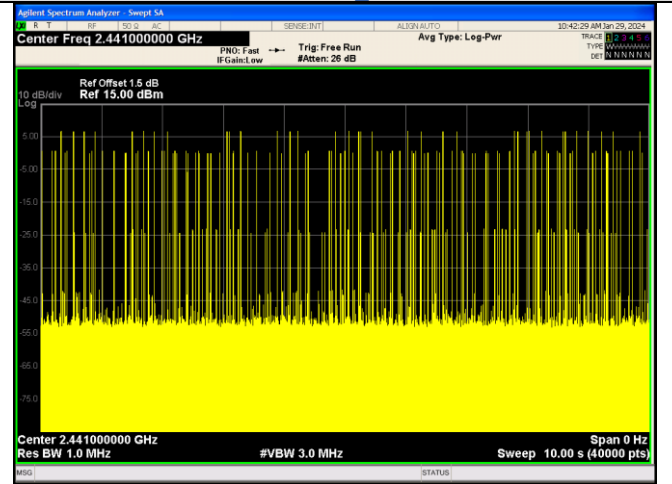 Agilent Spectrum Analyzer - Swept SA
R T RF 50 Ω AC SENSE:INT ALIGN AUTO 10:42:29 AM Jan 29, 2024
Center Freq 2.441000000 GHz Avg Type: Log-Pwr TRACE 1 2 3 4 5 6
PNO: Fast Trig: Free Run TYPE WWWWWW
IFGain:Low #Atten: 26 dB DET N N N N N N
Ref Offset 1.5 dB
10 dB/div Ref 15.00 dBm
Log
5.00
-5.00
-15.0
-25.0
-35.0
-45.0
-55.0
-65.0
-75.0
Center 2.441000000 GHz Span 0 Hz
Res BW 1.0 MHz #VBW 3.0 MHz Sweep 10.00 s (40000 pts)
MSG STATUS